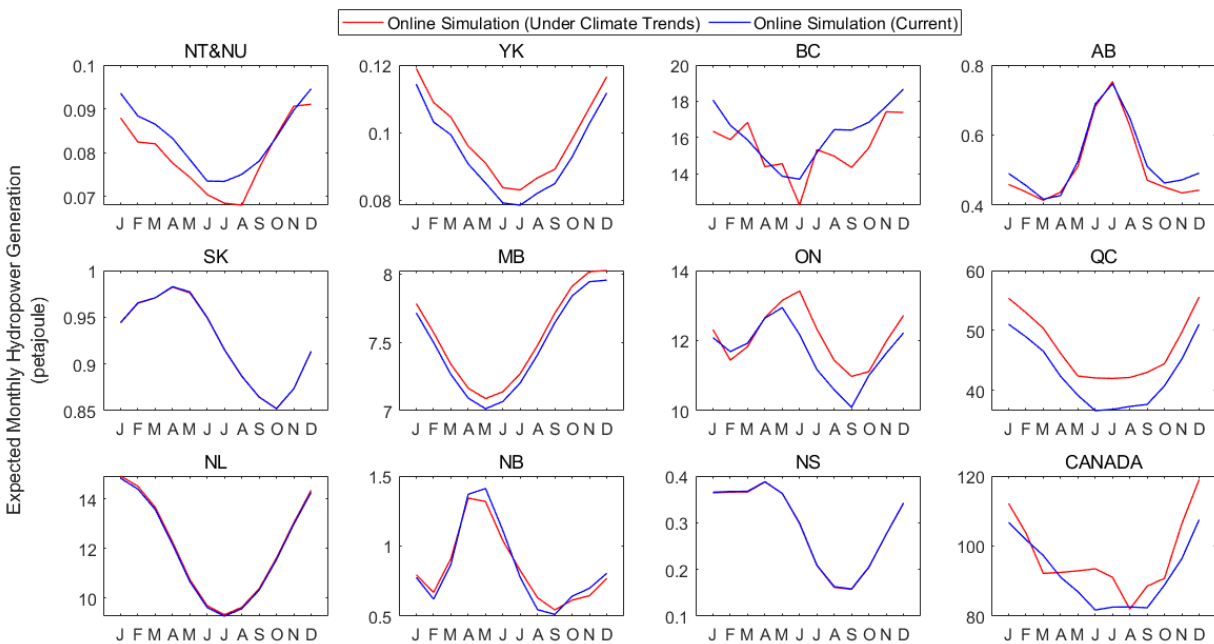 Online Simulation (Under Climate Trends) Online Simulation (Current)
Expected Monthly Hydropower Generation
(petajoule)
NT&NU YK BC AB
0.1 0.12 20 0.8
0.09 18
0.08 0.1 16 0.6
0.07 14
0.08 0.4
J F M A M J J A S O N D J F M A M J J A S O N D J F M A M J J A S O N D J F M A M J J A S O N D
SK MB ON QC
1 8 14 60
0.95 7.5 12 50
0.9 40
0.85 7 10
J F M A M J J A S O N D J F M A M J J A S O N D J F M A M J J A S O N D J F M A M J J A S O N D
NL NB NS CANADA
14 1.5 0.4 120
12 1 0.3 100
10 0.2
0.5 0.1 80
J F M A M J J A S O N D J F M A M J J A S O N D J F M A M J J A S O N D J F M A M J J A S O N D